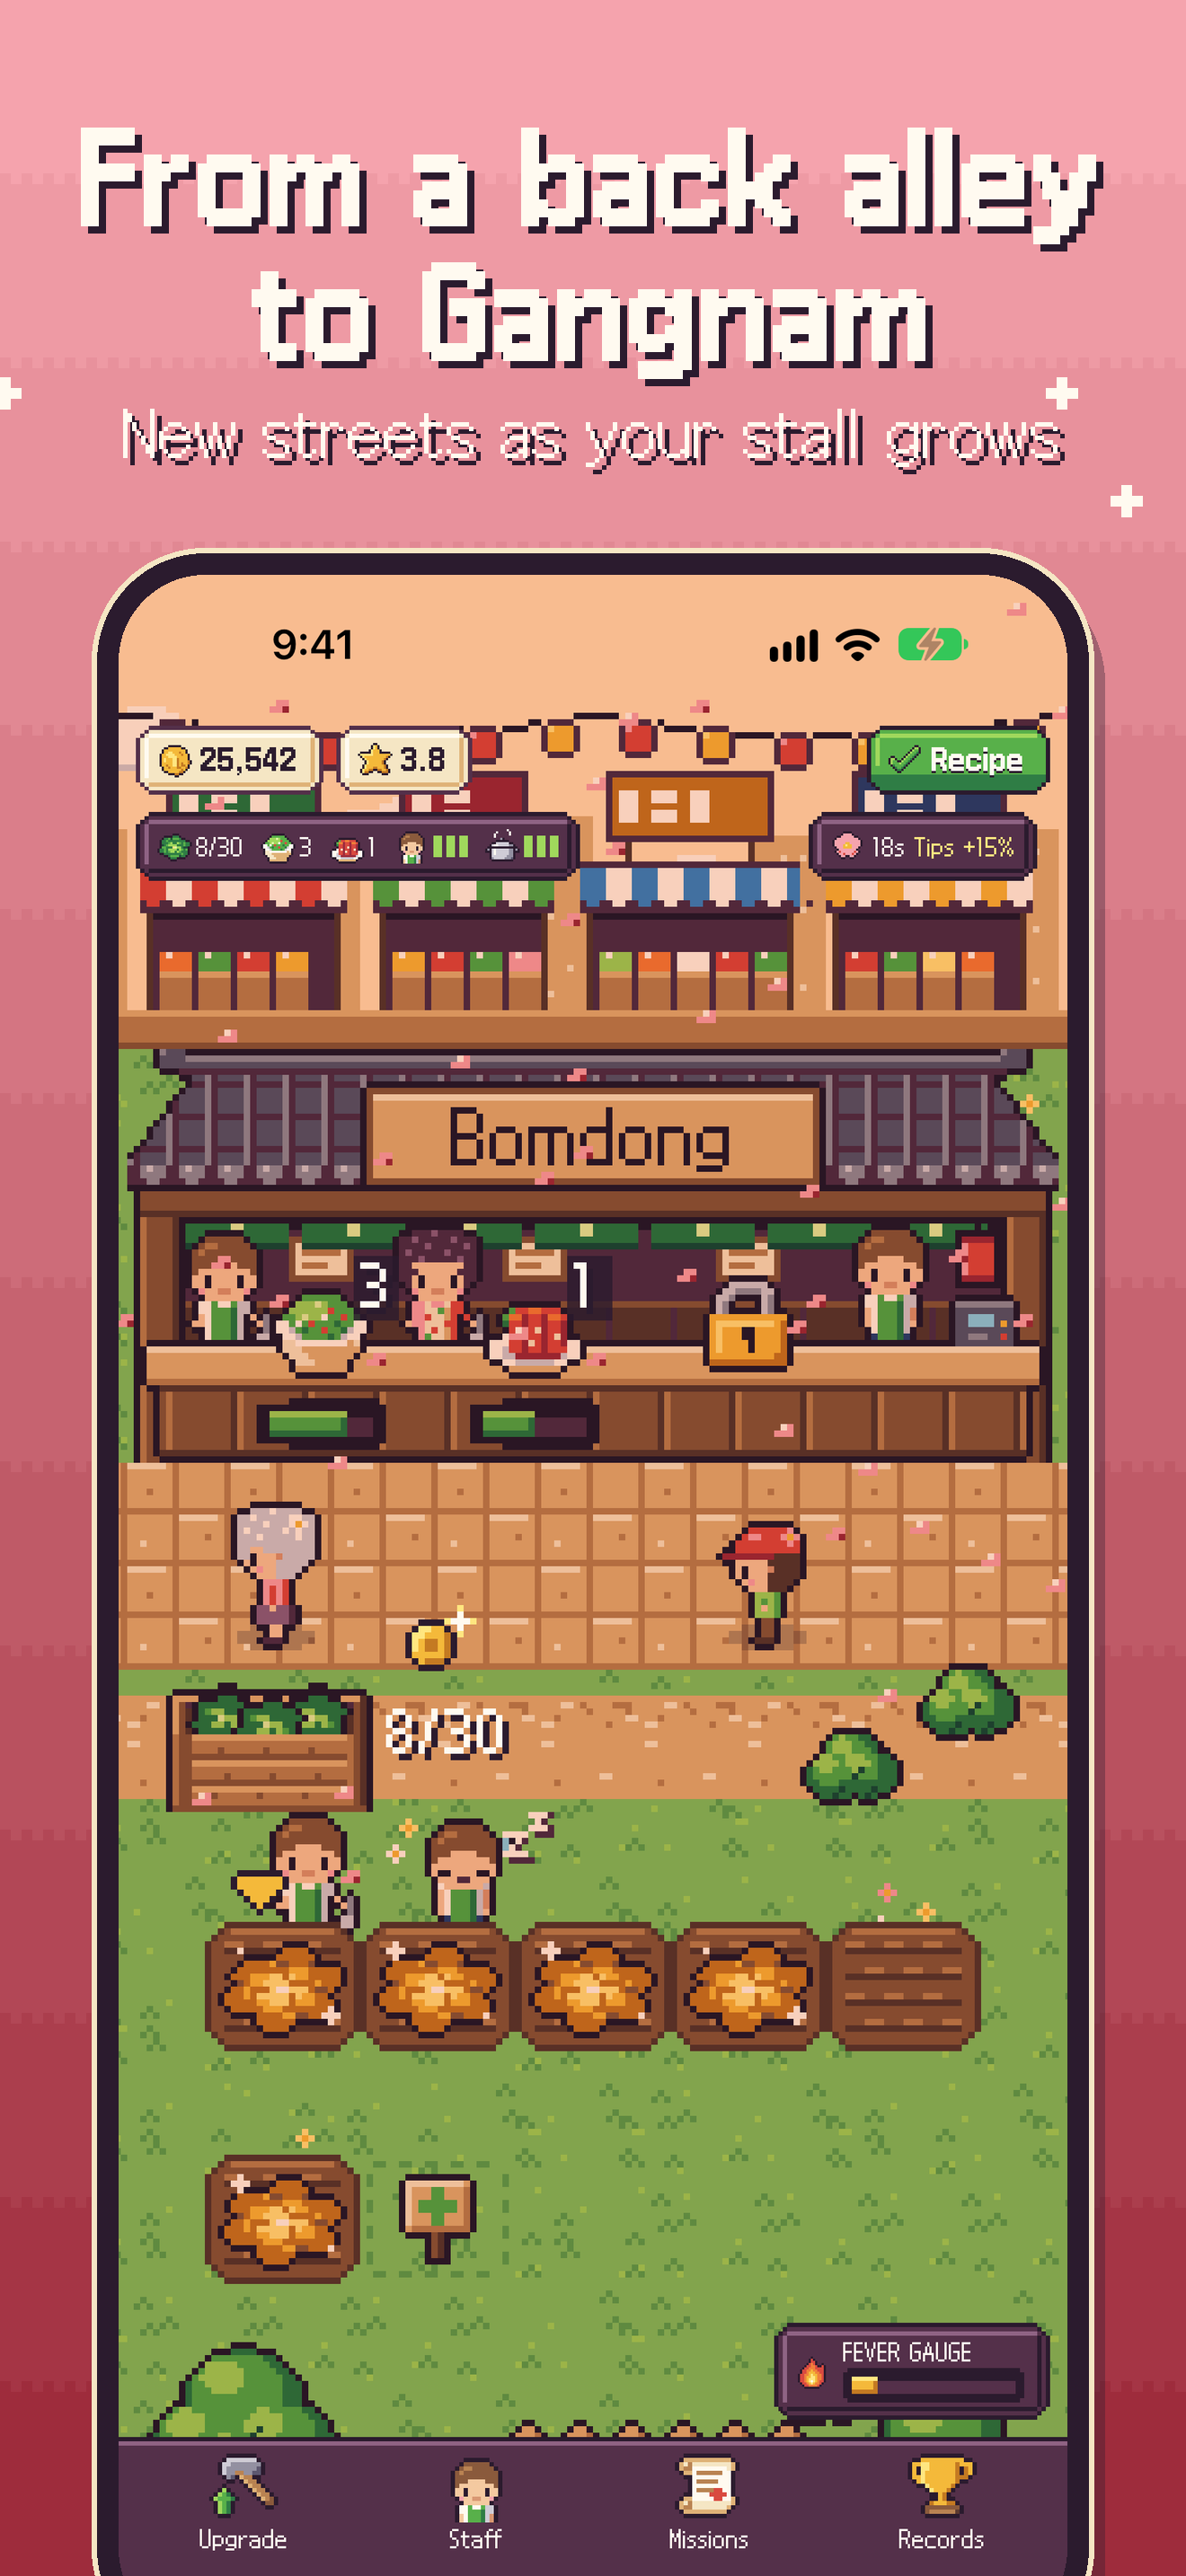 From a back alley
to Gangnam
New streets as your stall grows
9:41
25,542
3.8
Recipe
8/30
3
1
18s Tips +15%
Bomdong
3
1
8/30
FEVER GAUGE
Upgrade
Staff
Missions
Records